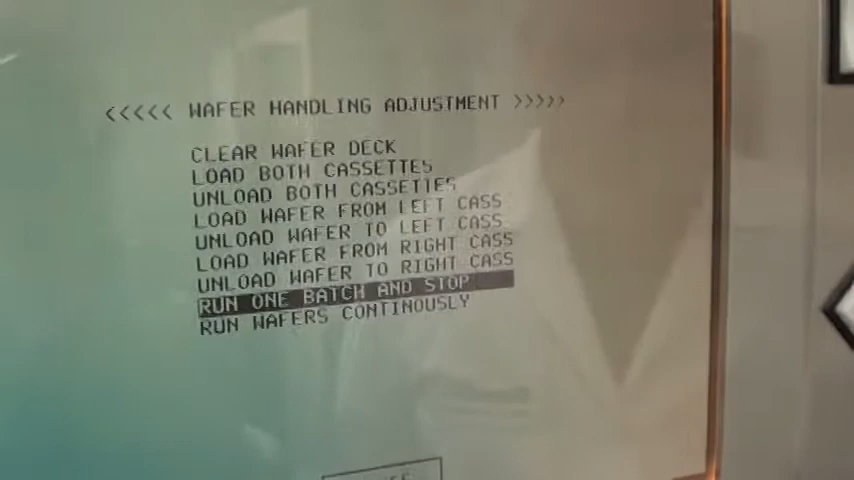 <<<<< WAFER HANDLING ADJUSTMENT >>>>>
CLEAR WAFER DECK
LOAD BOTH CASSETTES
UNLOAD BOTH CASSETTES
LOAD WAFER FROM LEFT CASS
UNLOAD WAFER TO LEFT CASS
LOAD WAFER FROM RIGHT CASS
UNLOAD WAFER TO RIGHT CASS
RUN ONE BATCH AND STOP
RUN WAFERS CONTINOUSLY